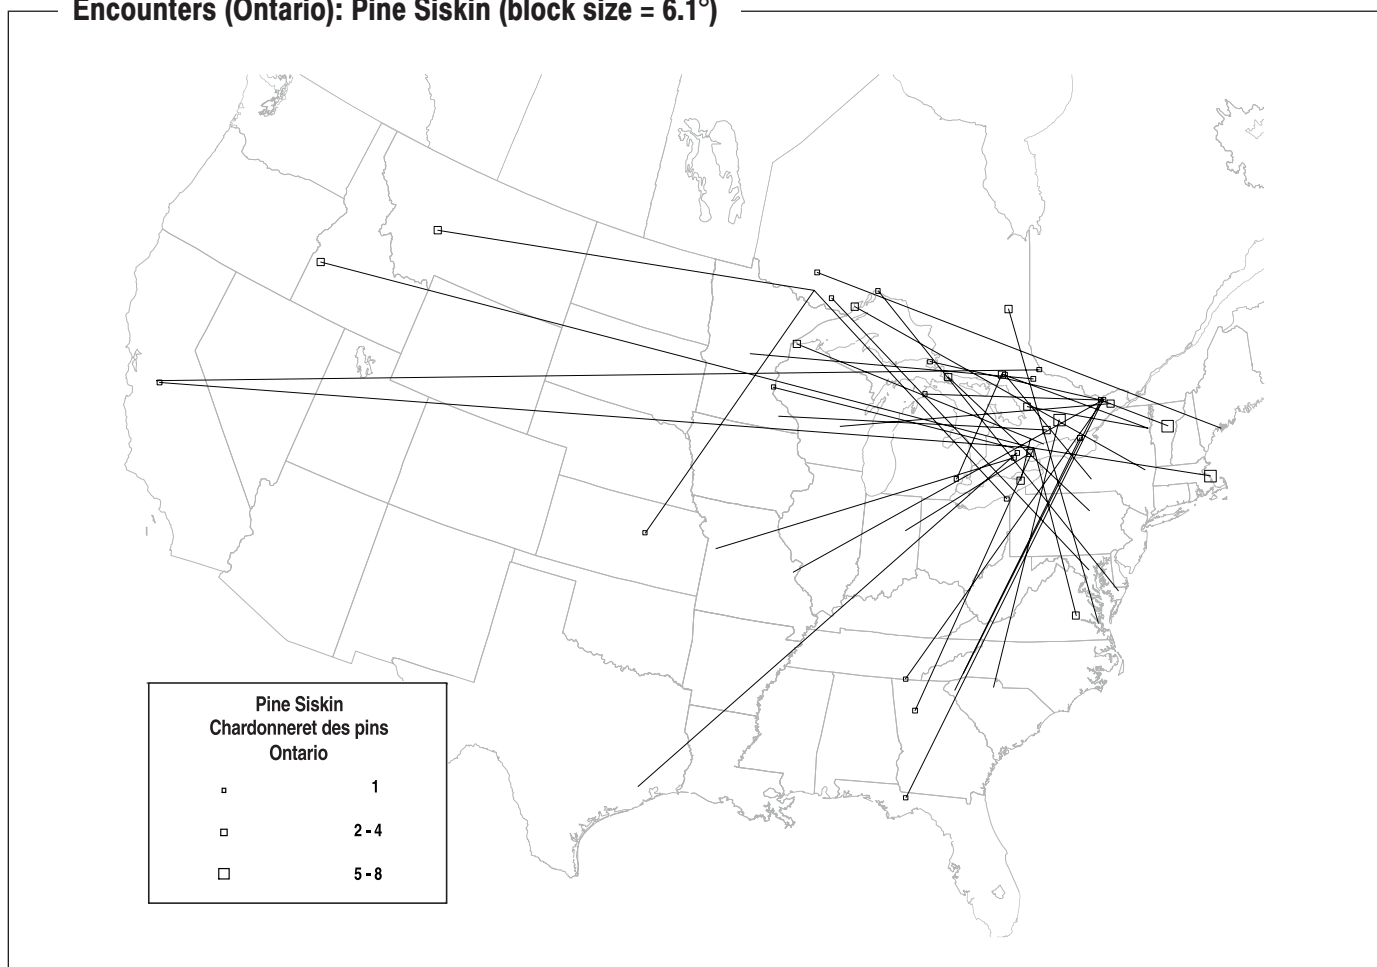 Encounters (Ontario): Pine Siskin (block size = 6.1°)
Pine Siskin
Chardonneret des pins
Ontario
1
2 - 4
5 - 8